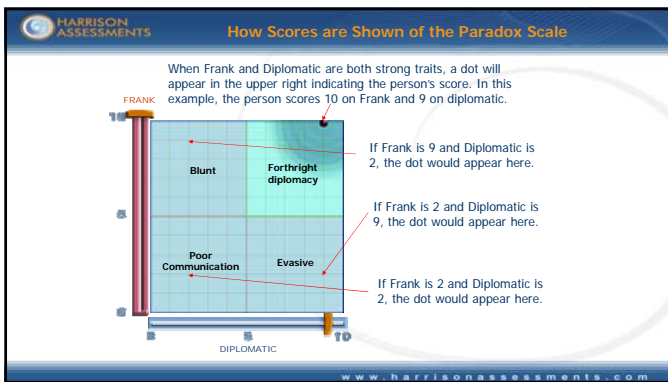 HARRISON
ASSESSMENTS
How Scores are Shown of the Paradox Scale
When Frank and Diplomatic are both strong traits, a dot will
appear in the upper right indicating the person's score. In this
example, the person scores 10 on Frank and 9 on diplomatic.
FRANK
10
If Frank is 9 and Diplomatic is
2, the dot would appear here.
Blunt
Forthright
diplomacy
If Frank is 2 and Diplomatic is
9, the dot would appear here.
5
Poor
Communication
Evasive
If Frank is 2 and Diplomatic is
2, the dot would appear here.
5
10
DIPLOMATIC
www.harrisonassessments.com